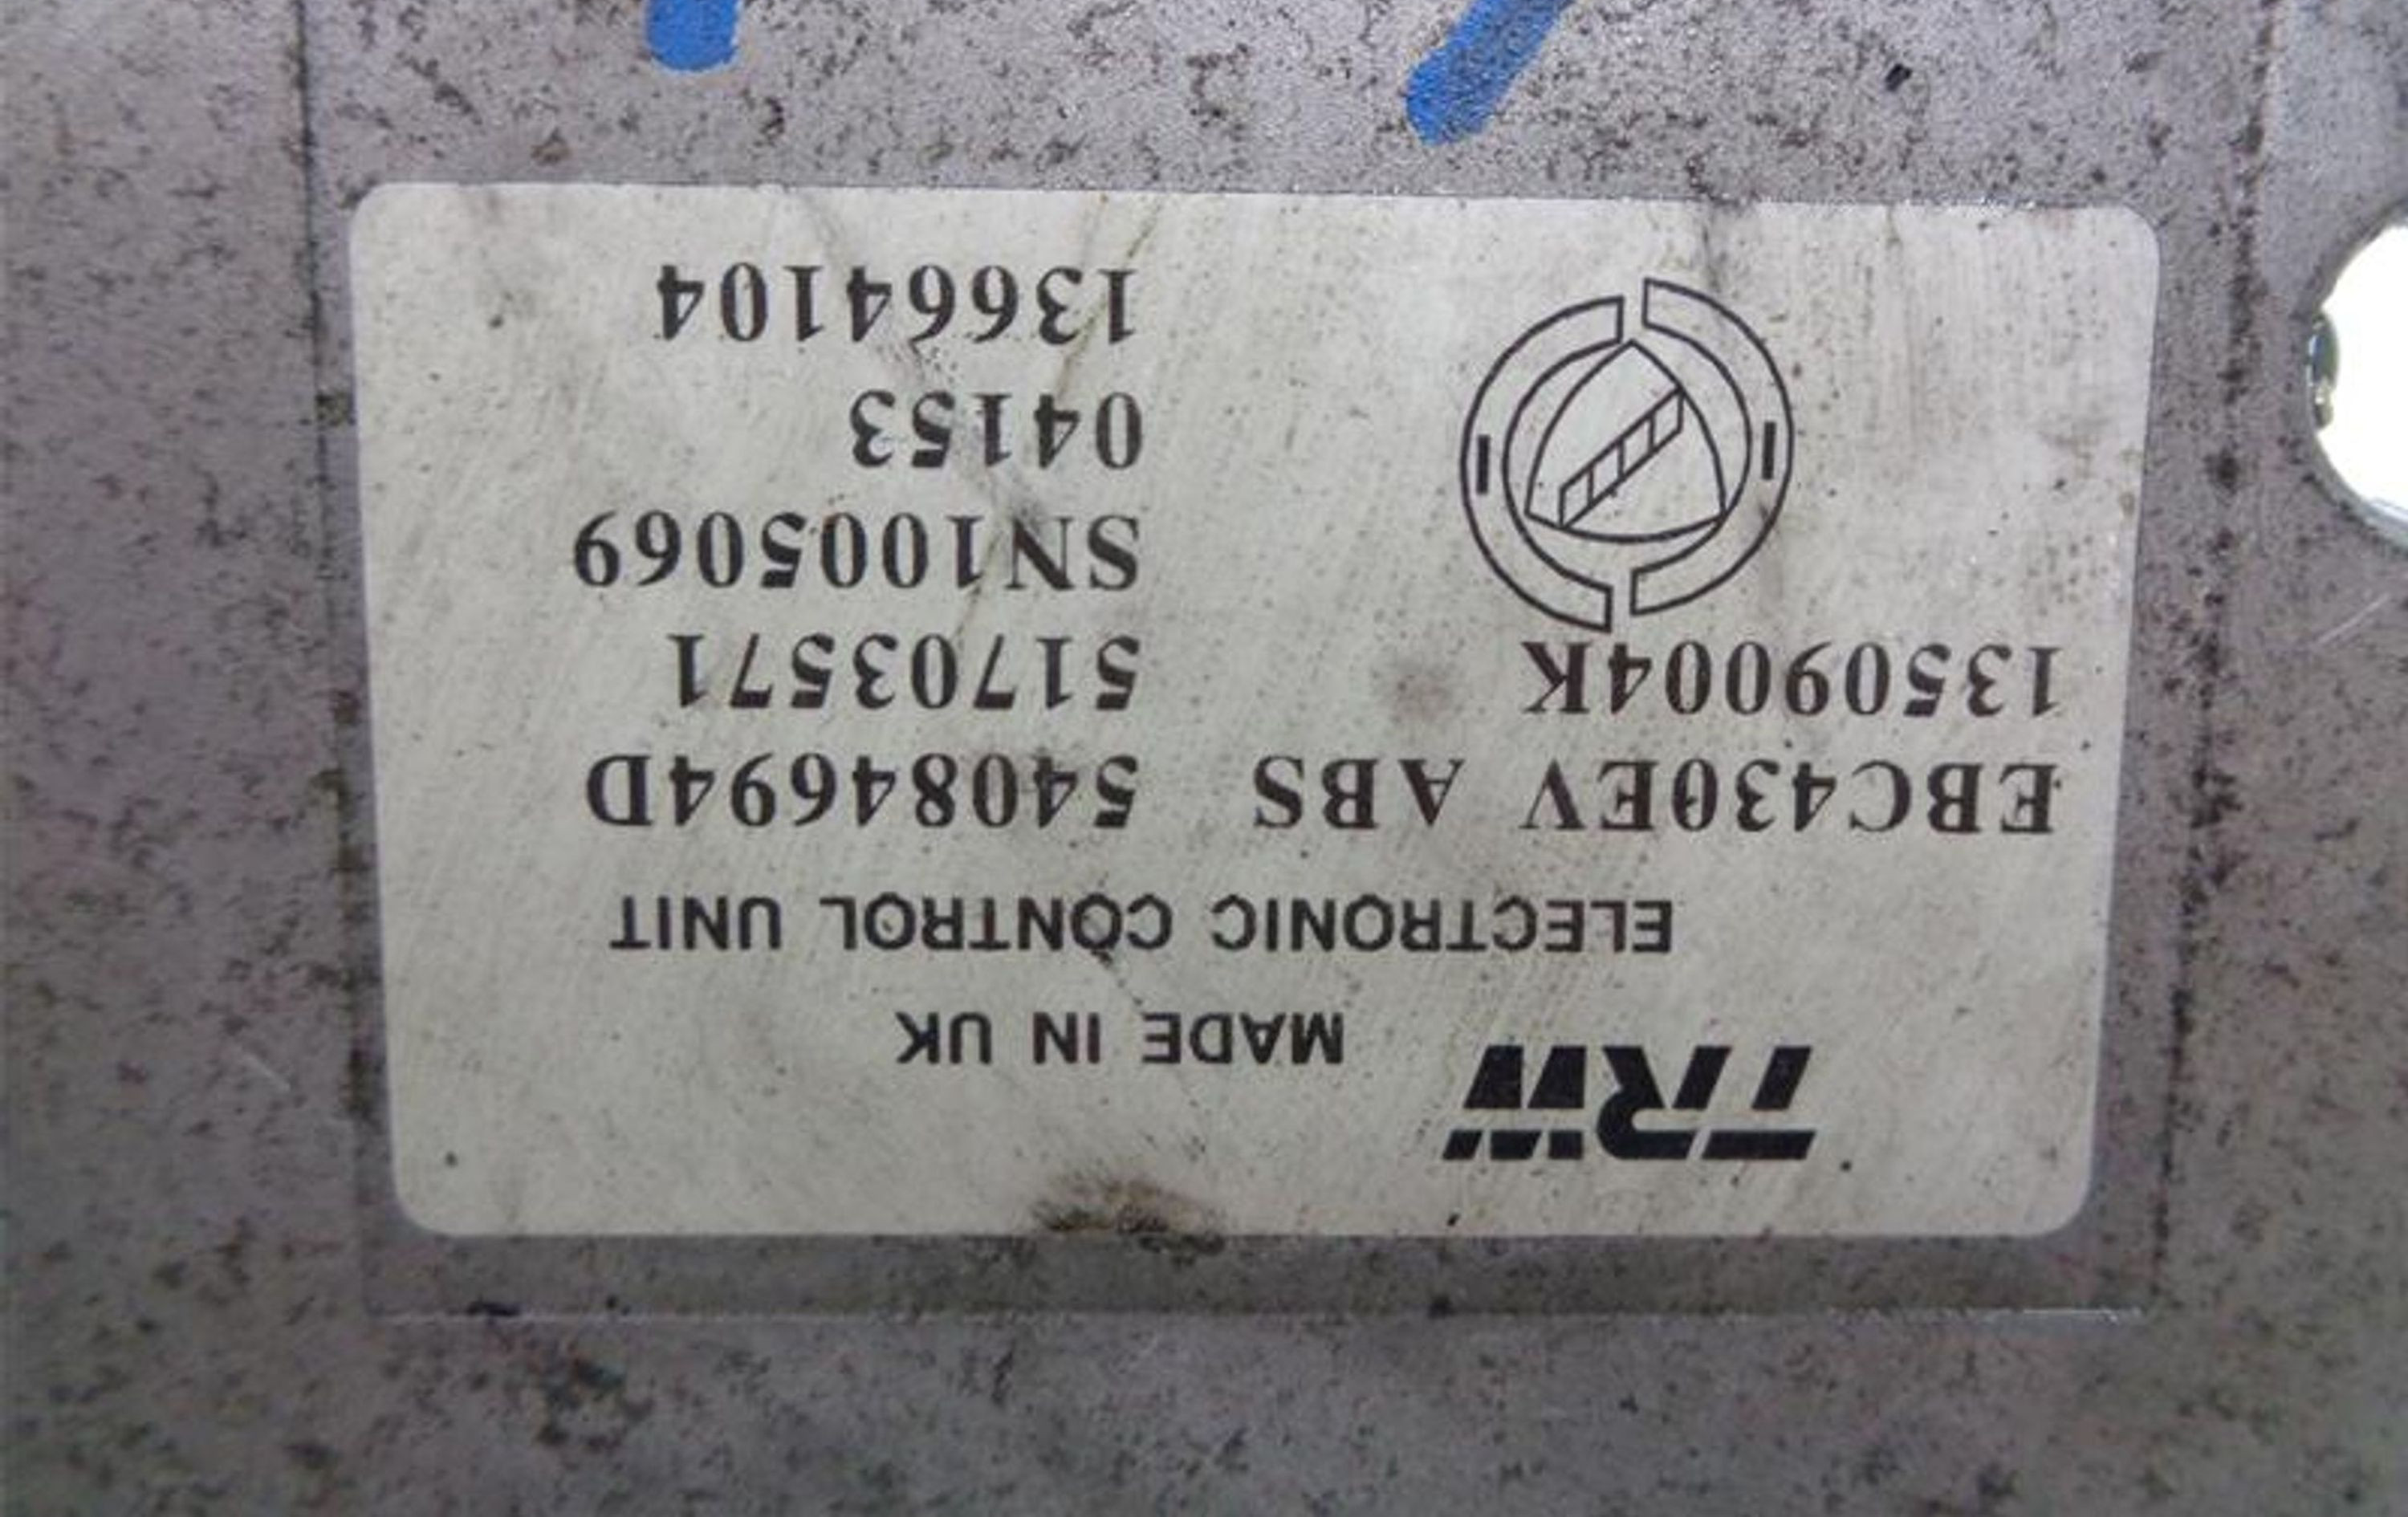 TRW MADE IN UK
ELECTRONIC CONTROL UNIT
EBC430EV ABS 54084694D
13509004K 51703571
SN1005069
04153
13664104